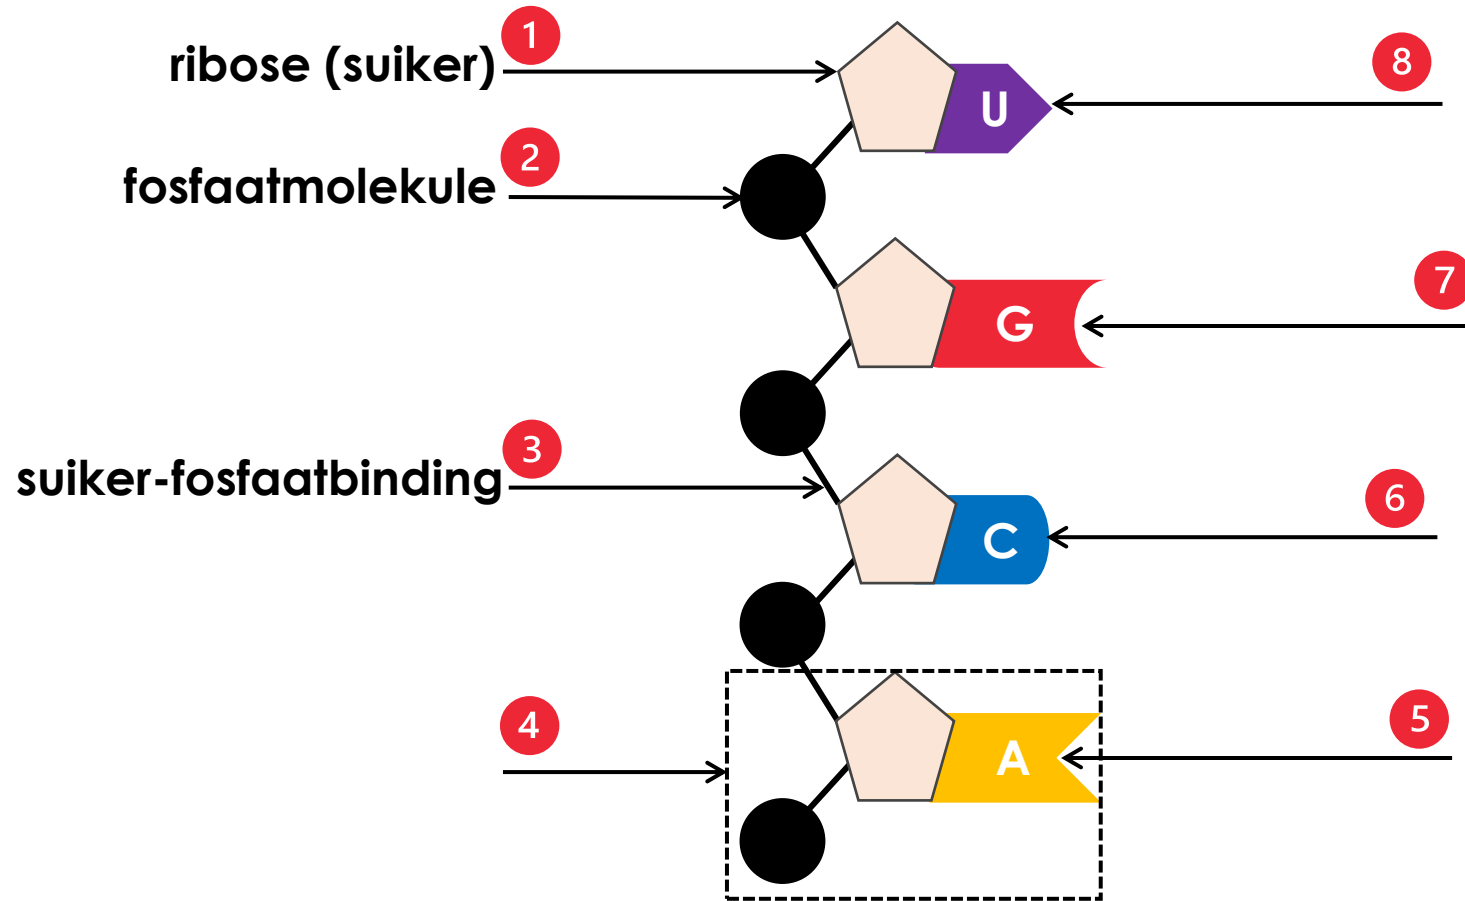 1
ribose (suiker)
8
U
2
fosfaatmolekule
7
G
3
suiker-fosfaatbinding
6
C
4
5
A